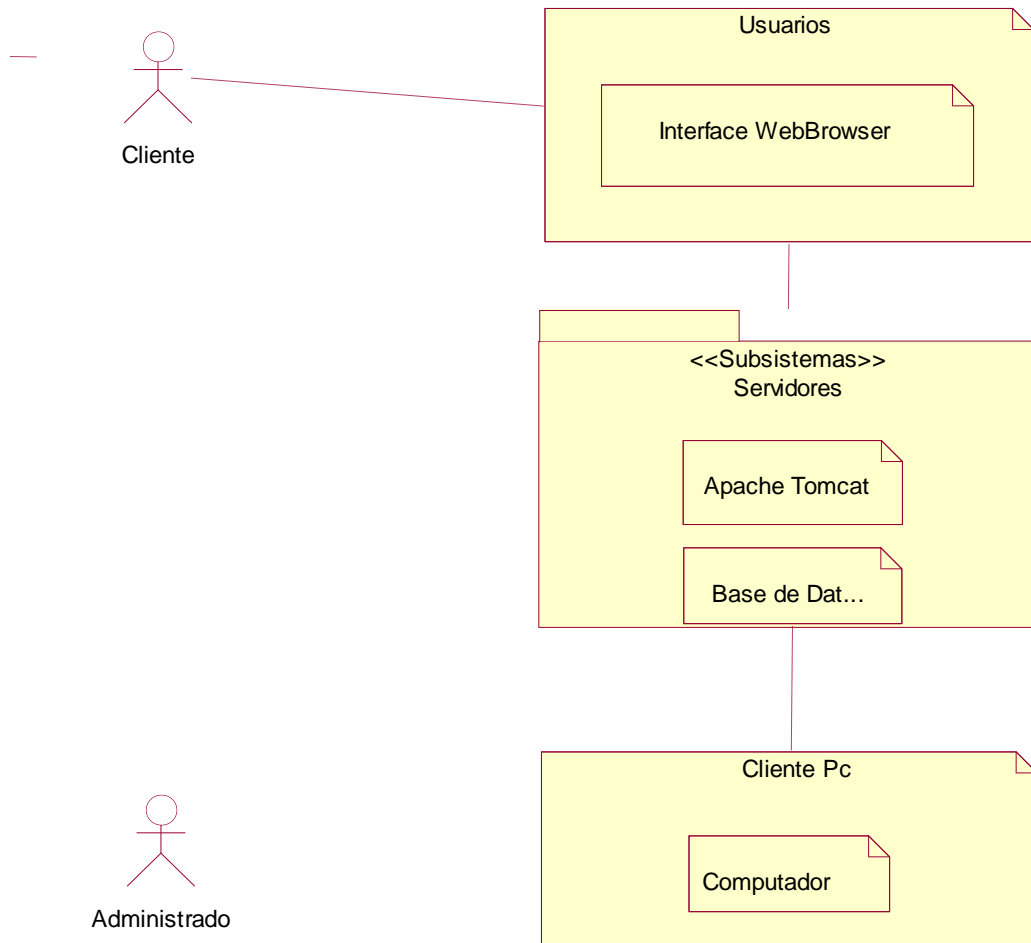 Usuarios
Interface WebBrowser
Cliente
<<Subsistemas>>
Servidores
Apache Tomcat
Base de Dat...
Cliente Pc
Computador
Administrado